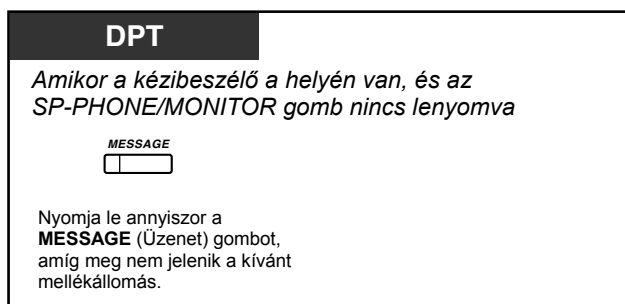 DPT
Amikor a kézibeszélő a helyén van, és az
SP-PHONE/MONITOR gomb nincs lenyomva
MESSAGE
Nyomja le annyiszor a
MESSAGE (Üzenet) gombot,
amíg meg nem jelenik a kívánt
mellékállomás.